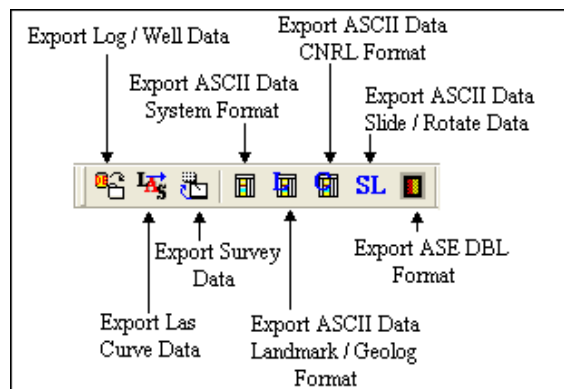 Export Log / Well Data
Export ASCII Data
System Format
Export ASCII Data
CNRL Format
Export ASCII Data
Slide / Rotate Data
LAS
SL
Export Survey
Data
Export ASE DBL
Format
Export Las
Curve Data
Export ASCII Data
Landmark / Geolog
Format